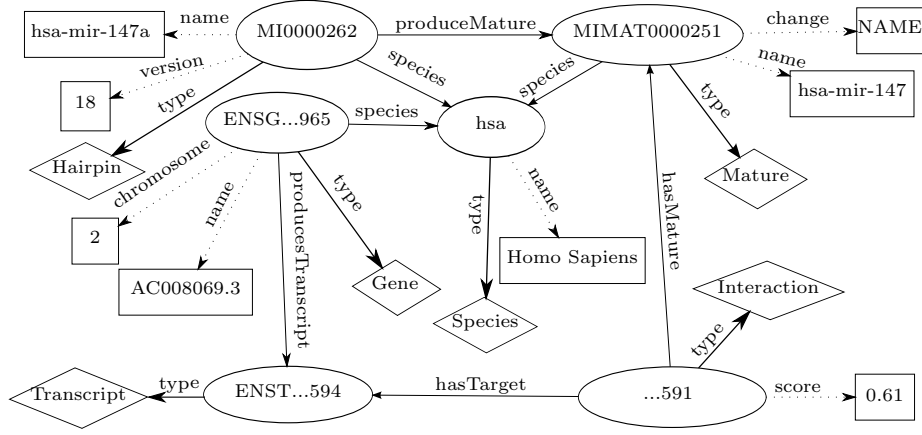 name
hsa-mir-147a
MI0000262
produceMature
MIMAT0000251
change
NAME
version
species
species
name
hsa-mir-147
18
type
ENSG...965
species
hsa
type
Hairpin
chromosome
name
producesTranscript
type
type
name
hasMature
Mature
2
AC008069.3
Gene
Homo Sapiens
Species
Interaction
type
Transcript
type
ENST...594
hasTarget
...591
score
0.61